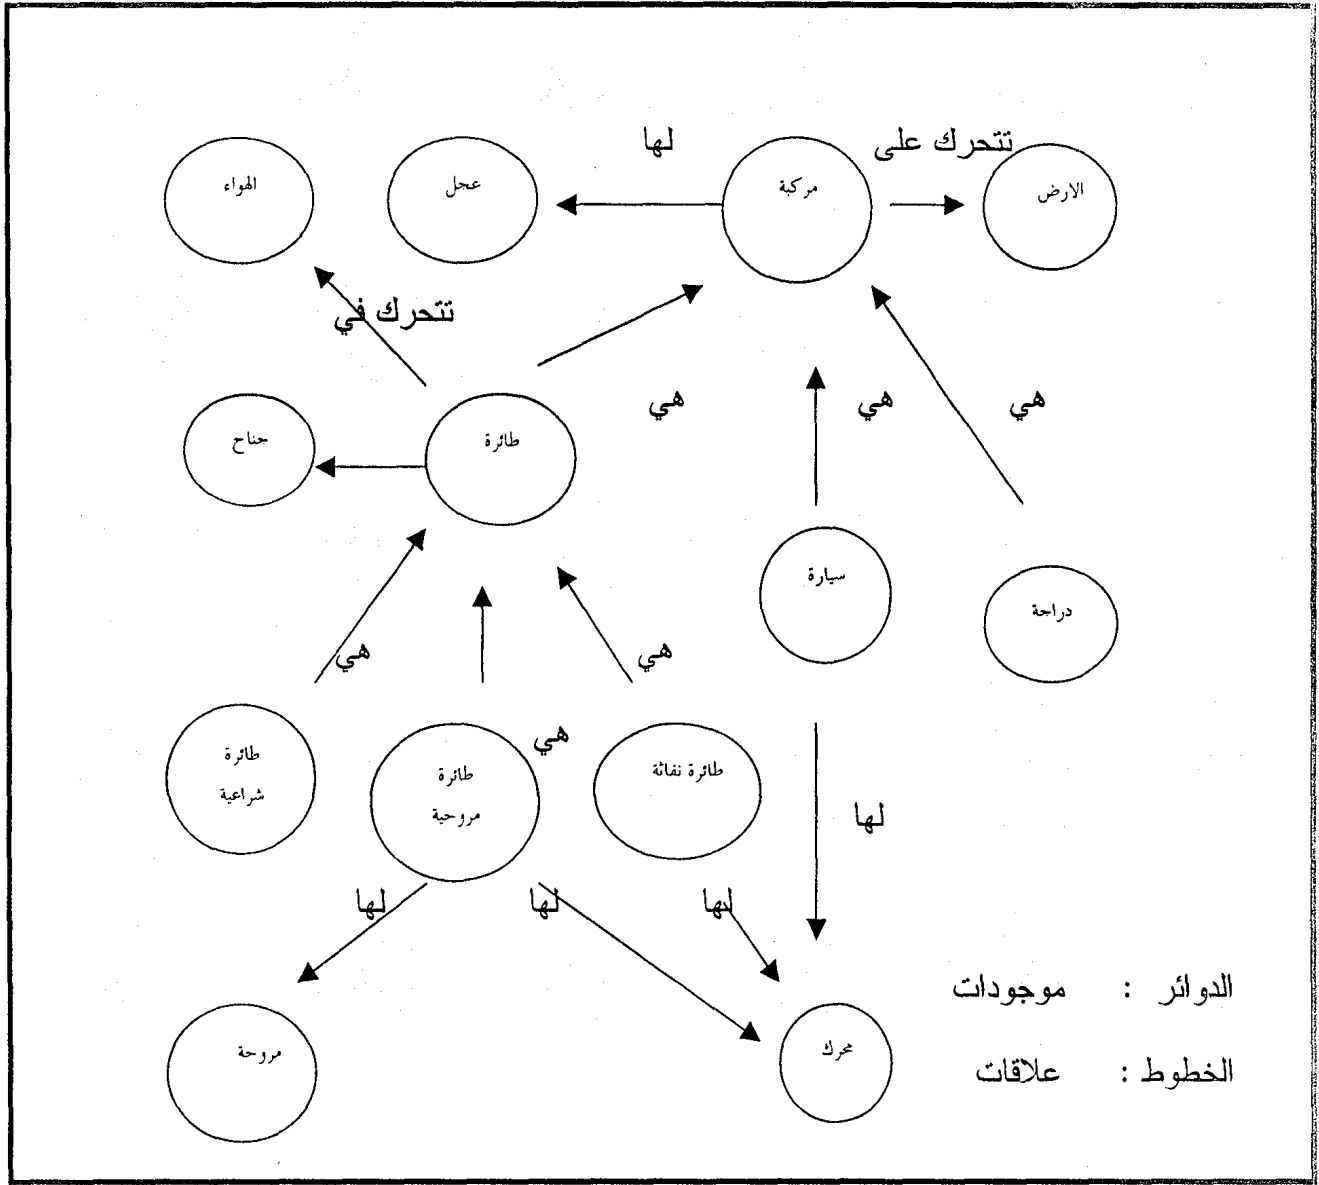 تتحرك على
لها
الارض
مركبة
عجل
الهواء
تتحرك في
هي
هي
هي
طائرة
جناح
سيارة
دراجة
هي
هي
هي
طائرة
شراعية
طائرة
مروحية
طائرة نفاثة
لها
لها
لها
لها
الدوائر : موجودات
محرك
مروحة
الخطوط : علاقات